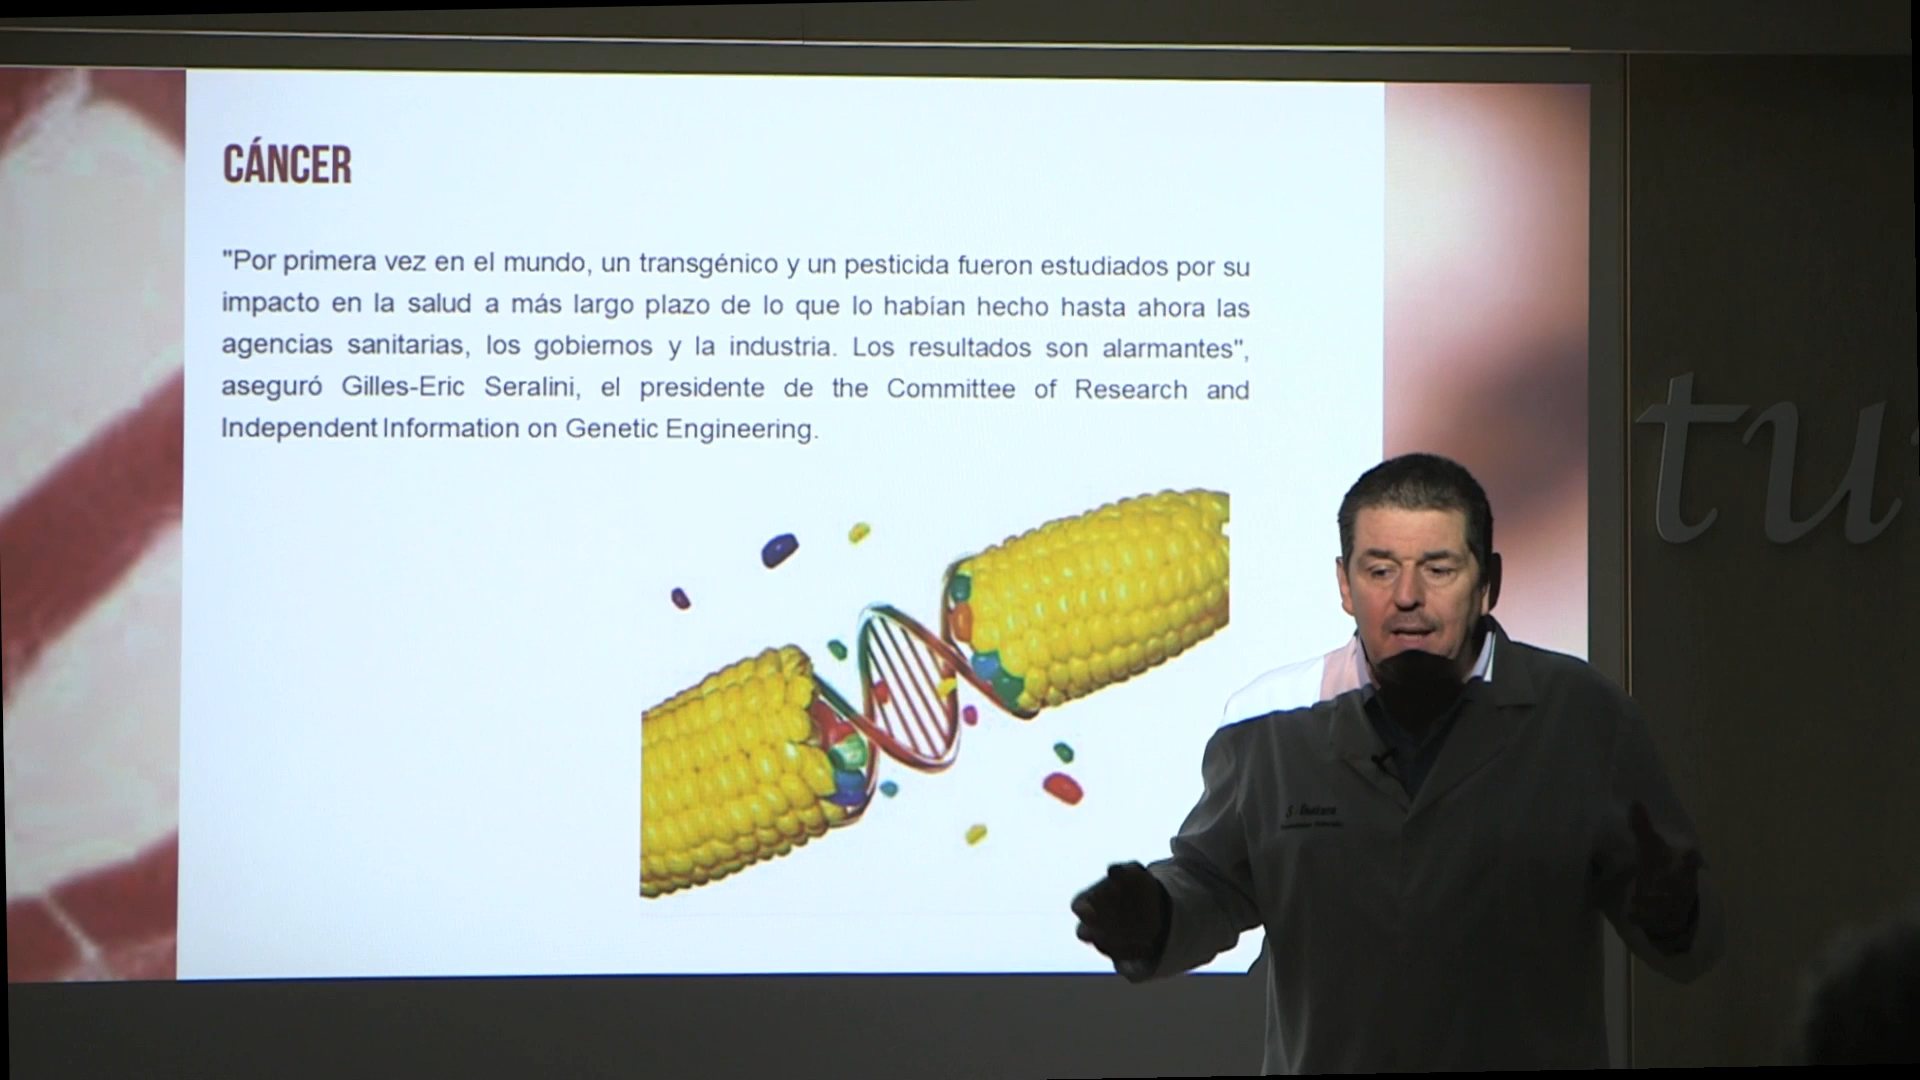 CÁNCER
"Por primera vez en el mundo, un transgénico y un pesticida fueron estudiados por su
impacto en la salud a más largo plazo de lo que lo habían hecho hasta ahora las
agencias sanitarias, los gobiernos y la industria. Los resultados son alarmantes",
aseguró Gilles-Eric Seralini, el presidente de the Committee of Research and
Independent Information on Genetic Engineering.
tu